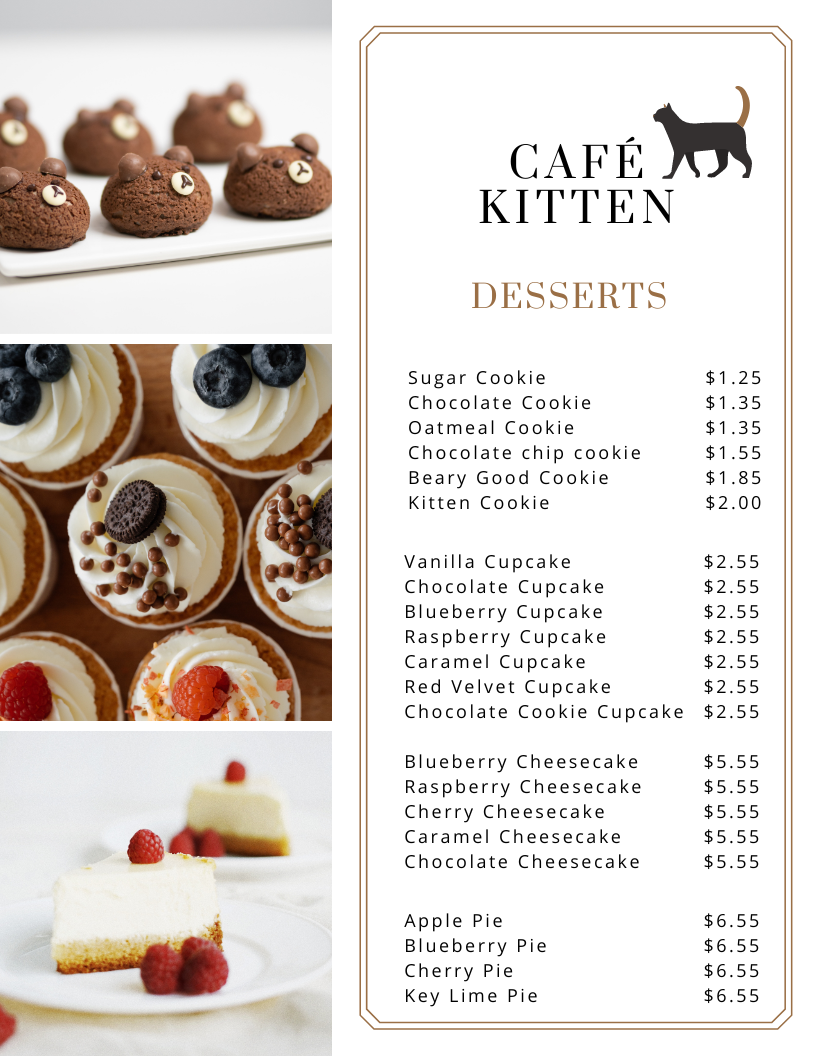 CAFÉ
KITTEN
DESSERTS
Sugar Cookie $1.25
Chocolate Cookie $1.35
Oatmeal Cookie $1.35
Chocolate chip cookie $1.55
Beary Good Cookie $1.85
Kitten Cookie $2.00
Vanilla Cupcake $2.55
Chocolate Cupcake $2.55
Blueberry Cupcake $2.55
Raspberry Cupcake $2.55
Caramel Cupcake $2.55
Red Velvet Cupcake $2.55
Chocolate Cookie Cupcake $2.55
Blueberry Cheesecake $5.55
Raspberry Cheesecake $5.55
Cherry Cheesecake $5.55
Caramel Cheesecake $5.55
Chocolate Cheesecake $5.55
Apple Pie $6.55
Blueberry Pie $6.55
Cherry Pie $6.55
Key Lime Pie $6.55